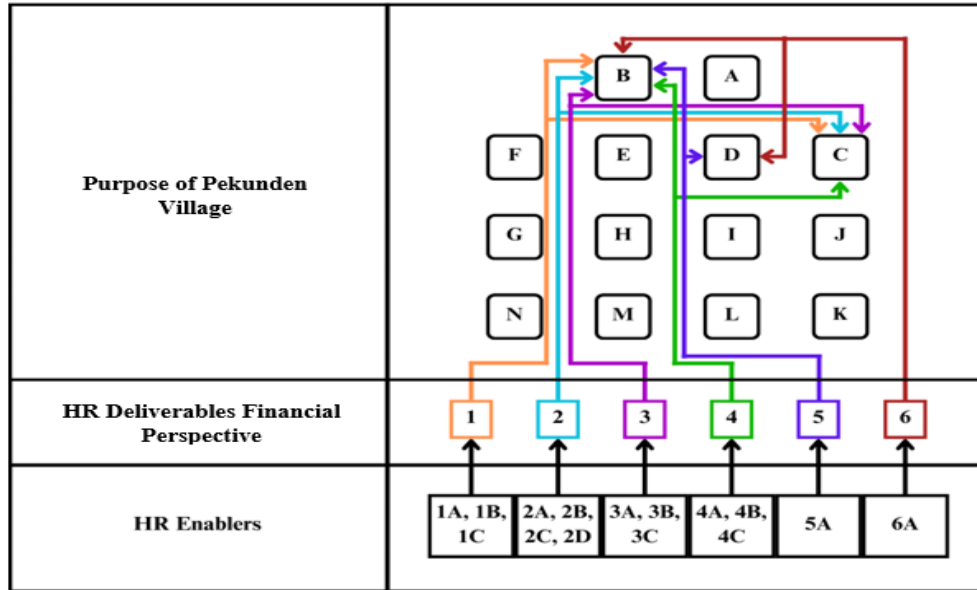 Purpose of Pekunden
Village
B A
F E D C
G H I J
N M L K
HR Deliverables Financial
Perspective
1 2 3 4 5 6
HR Enablers
1A, 1B,
1C
2A, 2B,
2C, 2D
3A, 3B,
3C
4A, 4B,
4C
5A
6A